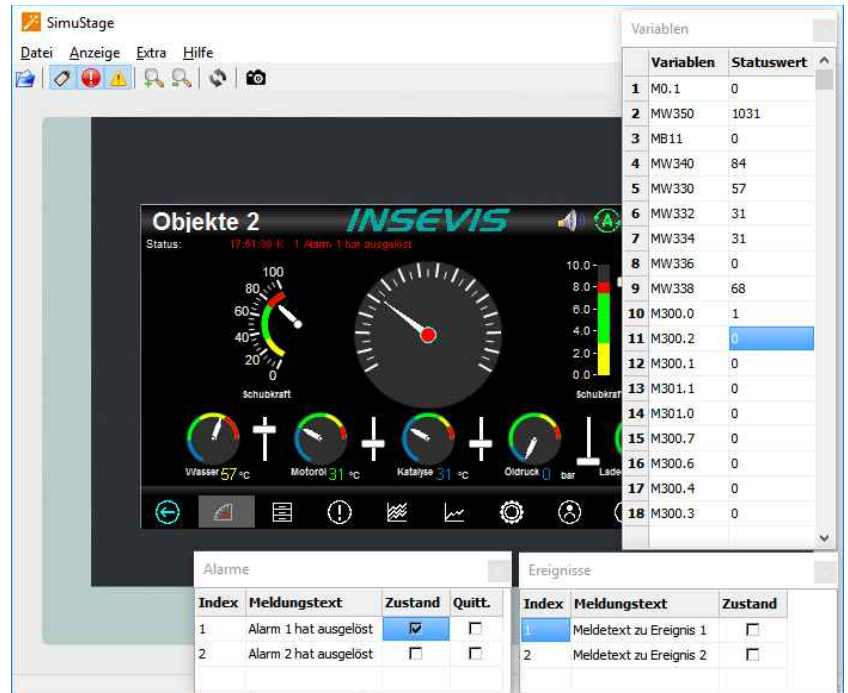 SimuStage
Datei Anzeige Extra Hilfe
Objekte 2 INSEVIS A
Status: 1 Alarm 1 hat ausgelöst
100
80
60
40
20
0
Schubkraft
10.0
8.0
6.0
4.0
2.0
0.0
Schubkraf
Wasser 57 °C Motoröl 31 °C Katalyse 31 °C Öldruck 0 bar Lade
Variablen
Variablen Statuswert
1 M0.1 0
2 MW350 1031
3 MB11 0
4 MW340 84
5 MW330 57
6 MW332 31
7 MW334 31
8 MW336 0
9 MW338 68
10 M300.0 1
11 M300.2 0
12 M300.1 0
13 M301.1 0
14 M301.0 0
15 M300.7 0
16 M300.6 0
17 M300.4 0
18 M300.3 0
Alarme
Index Meldungstext Zustand Quitt.
1 Alarm 1 hat ausgelöst
2 Alarm 2 hat ausgelöst
Ereignisse
Index Meldungstext Zustand
1 Meldetext zu Ereignis 1
2 Meldetext zu Ereignis 2